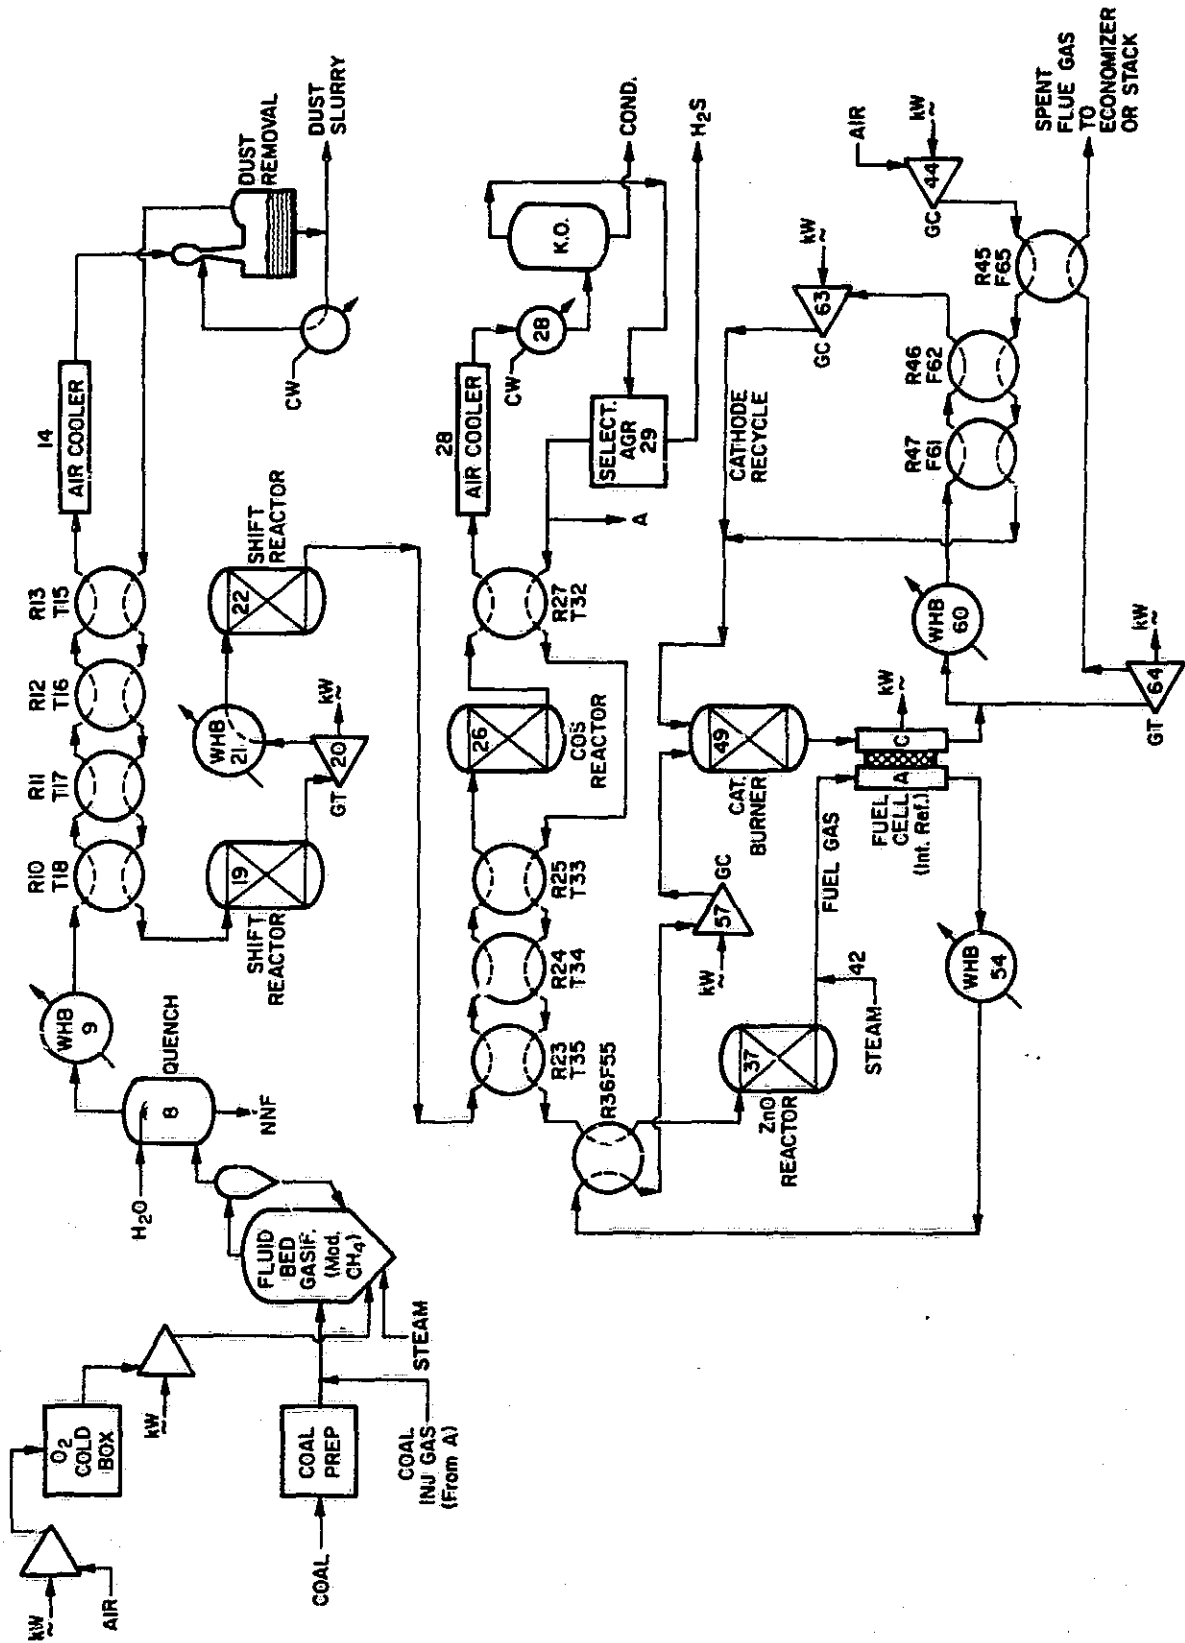 kW
~
AIR
O2
COLD
BOX
kW
~
COAL
COAL
PREP
COAL
INJ GAS
(From A)
STEAM
FLUID
BED
GASIF.
(Mod.
CH4)
H2O
QUENCH
8
NNF
WHB
9
R10
T18
R11
T17
R12
T16
R13
T15
14
AIR COOLER
DUST
REMOVAL
DUST
SLURRY
CW
19
SHIFT
REACTOR
GT
20
kW
~
WHB
21
22
SHIFT
REACTOR
R23
T35
R24
T34
R25
T33
26
COS
REACTOR
R27
T32
28
AIR COOLER
CW
28
K.O.
COND.
SELECT.
AGR
29
H2S
A
R36F55
37
ZnO
REACTOR
STEAM
42
FUEL GAS
kW
~
57
GC
49
CAT.
BURNER
CATHODE
RECYCLE
FUEL
CELL
(Int. Ref.)
A
C
kW
~
WHB
54
WHB
60
R47
F61
R46
F62
GC
63
kW
~
AIR
GC
44
kW
~
R45
F65
GT
64
kW
~
SPENT
FLUE GAS
TO
ECONOMIZER
OR STACK